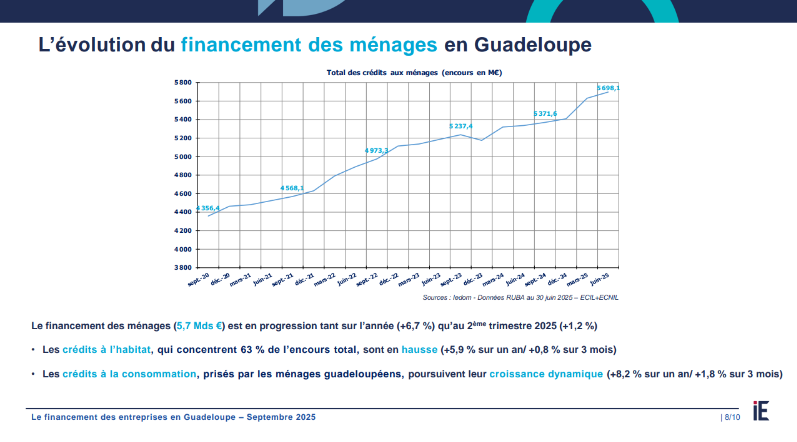 L’évolution du financement des ménages en Guadeloupe
Total des crédits aux ménages (encours en M€)
5 800
5 600
5 400
5 200
5 000
4 800
4 600
4 400
4 200
4 000
3 800
4 356,4
4 568,1
4 973,3
5 237,4
5 371,6
5 698,1
sept.-20
déc.-20
mars-21
juin-21
sept.-21
déc.-21
mars-22
juin-22
sept.-22
déc.-22
mars-23
juin-23
sept.-23
déc.-23
mars-24
juin-24
sept.-24
déc.-24
mars-25
juin-25
Sources : Iedom - Données RUBA au 30 juin 2025 – ECIL+ECNIL
Le financement des ménages (5,7 Mds €) est en progression tant sur l’année (+6,7 %) qu’au 2ème trimestre 2025 (+1,2 %)
• Les crédits à l’habitat, qui concentrent 63 % de l’encours total, sont en hausse (+5,9 % sur un an/ +0,8 % sur 3 mois)
• Les crédits à la consommation, prisés par les ménages guadeloupéens, poursuivent leur croissance dynamique (+8,2 % sur un an/ +1,8 % sur 3 mois)
Le financement des entreprises en Guadeloupe – Septembre 2025
| 8/10
iE